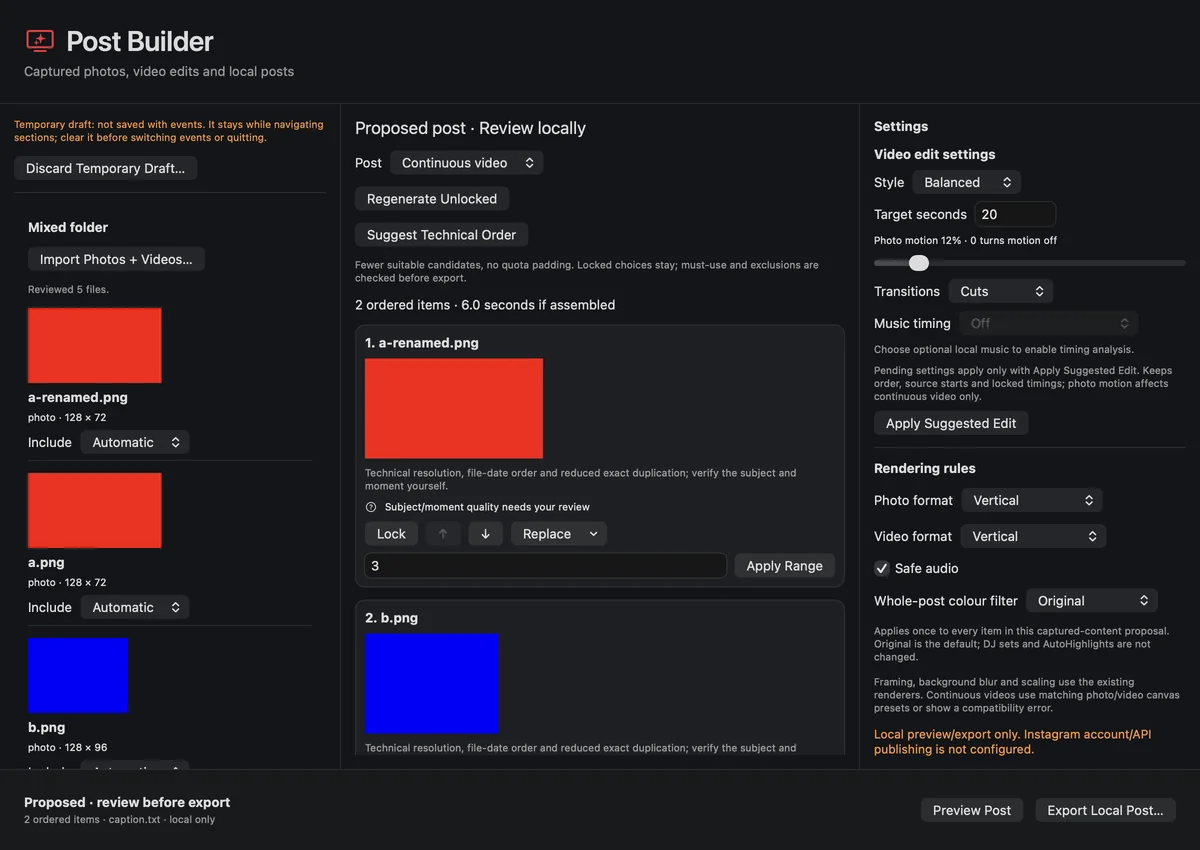 Post Builder
Captured photos, video edits and local posts
Temporary draft: not saved with events. It stays while navigating
sections; clear it before switching events or quitting.
Discard Temporary Draft...
Mixed folder
Import Photos + Videos...
Reviewed 5 files.
a-renamed.png
photo · 128 × 72
Include Automatic
a.png
photo · 128 × 72
Include Automatic
b.png
photo · 128 × 96
Proposed post · Review locally
Post Continuous video
Regenerate Unlocked
Suggest Technical Order
Fewer suitable candidates, no quota padding. Locked choices stay; must-use and exclusions are
checked before export.
2 ordered items · 6.0 seconds if assembled
1. a-renamed.png
Technical resolution, file-date order and reduced exact duplication; verify the subject and
moment yourself.
Subject/moment quality needs your review
Lock Replace
3 Apply Range
2. b.png
Technical resolution, file-date order and reduced exact duplication; verify the subject and
Settings
Video edit settings
Style Balanced
Target seconds 20
Photo motion 12% · 0 turns motion off
Transitions Cuts
Music timing Off
Choose optional local music to enable timing analysis.
Pending settings apply only with Apply Suggested Edit. Keeps
order, source starts and locked timings; photo motion affects
continuous video only.
Apply Suggested Edit
Rendering rules
Photo format Vertical
Video format Vertical
Safe audio
Whole-post colour filter Original
Applies once to every item in this captured-content proposal.
Original is the default; DJ sets and AutoHighlights are not
changed.
Framing, background blur and scaling use the existing
renderers. Continuous videos use matching photo/video canvas
presets or show a compatibility error.
Local preview/export only. Instagram account/API
publishing is not configured.
Proposed · review before export
2 ordered items · caption.txt · local only
Preview Post
Export Local Post...